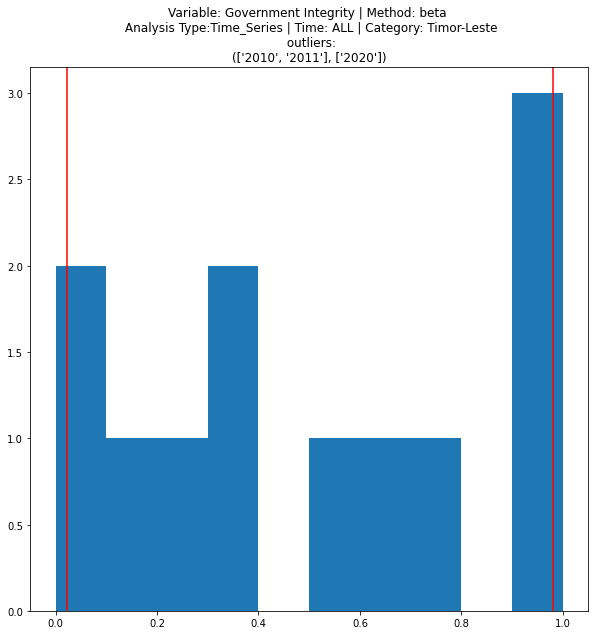 Variable: Government Integrity | Method: beta
Analysis Type:Time_Series | Time: ALL | Category: Timor-Leste
outliers:
(['2010', '2011'], ['2020'])
3.0
2.5
2.0
1.5
1.0
0.5
0.0
0.0 0.2 0.4 0.6 0.8 1.0